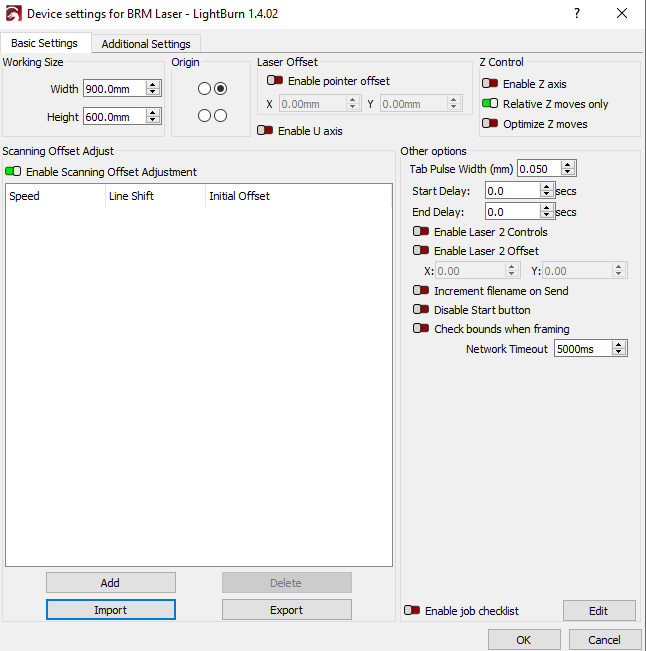 Device settings for BRM Laser - LightBurn 1.4.02
?
Basic Settings
Additional Settings
Working Size
Width 900.0mm
Height 600.0mm
Origin
Laser Offset
Enable pointer offset
X 0.00mm Y 0.00mm
Enable U axis
Z Control
Enable Z axis
Relative Z moves only
Optimize Z moves
Scanning Offset Adjust
Enable Scanning Offset Adjustment
Speed Line Shift Initial Offset
Add Delete
Import Export
Other options
Tab Pulse Width (mm) 0.050
Start Delay: 0.0 secs
End Delay: 0.0 secs
Enable Laser 2 Controls
Enable Laser 2 Offset
X: 0.00 Y: 0.00
Increment filename on Send
Disable Start button
Check bounds when framing
Network Timeout 5000ms
Enable job checklist Edit
OK Cancel